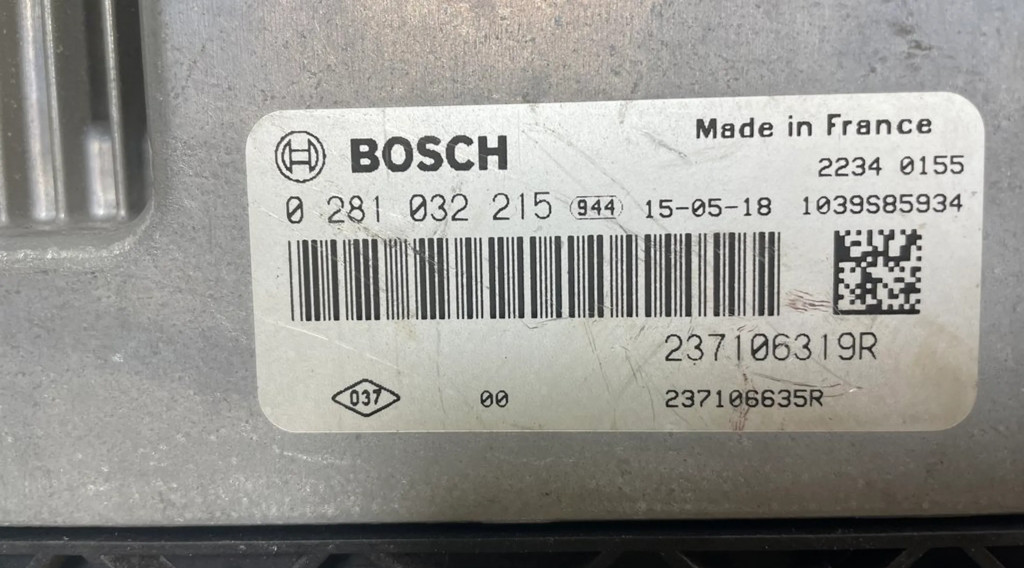 BOSCH
Made in France
2234 0155
0 281 032 215 944 15-05-18 1039S85934
237106319R
037 00 237106635R